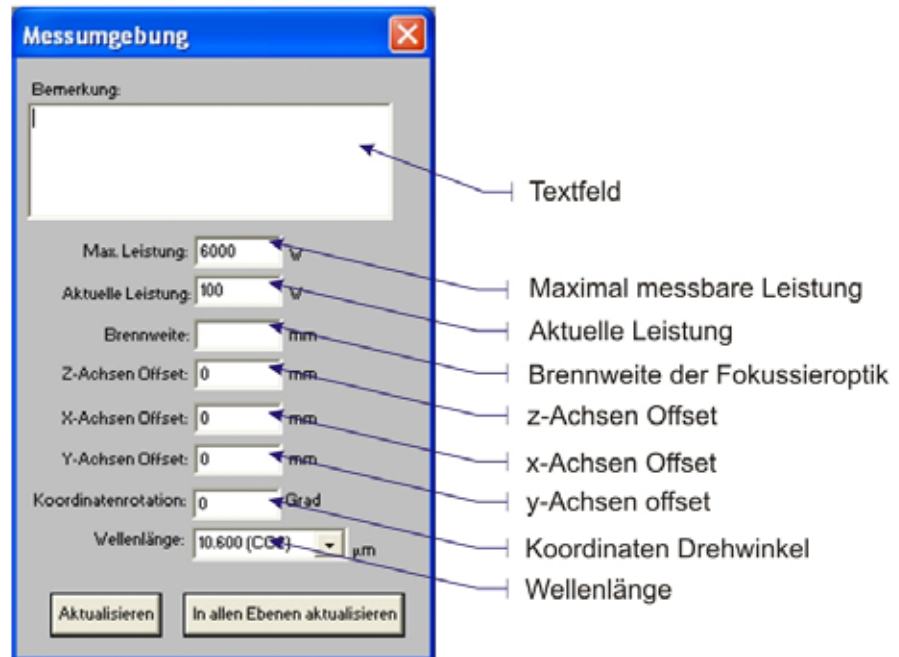 Messumgebung
Bemerkung:
Textfeld
Max. Leistung: 6000 W
Maximal messbare Leistung
Aktuelle Leistung: 100 W
Aktuelle Leistung
Brennweite: mm
Brennweite der Fokussieroptik
Z-Achsen Offset: 0 mm
z-Achsen Offset
X-Achsen Offset: 0 mm
x-Achsen Offset
Y-Achsen Offset: 0 mm
y-Achsen offset
Koordinatenrotation: 0 Grad
Koordinaten Drehwinkel
Wellenlänge: 10.600 (CO2) µm
Wellenlänge
Aktualisieren In allen Ebenen aktualisieren